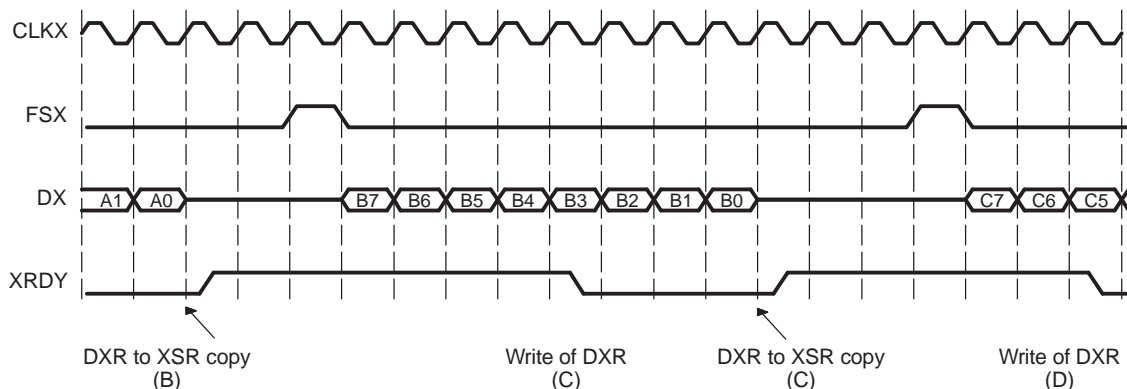 CLKX
FSX
DX A1 A0 B7 B6 B5 B4 B3 B2 B1 B0 C7 C6 C5
XRDY
DXR to XSR copy Write of DXR DXR to XSR copy Write of DXR
(B) (C) (C) (D)